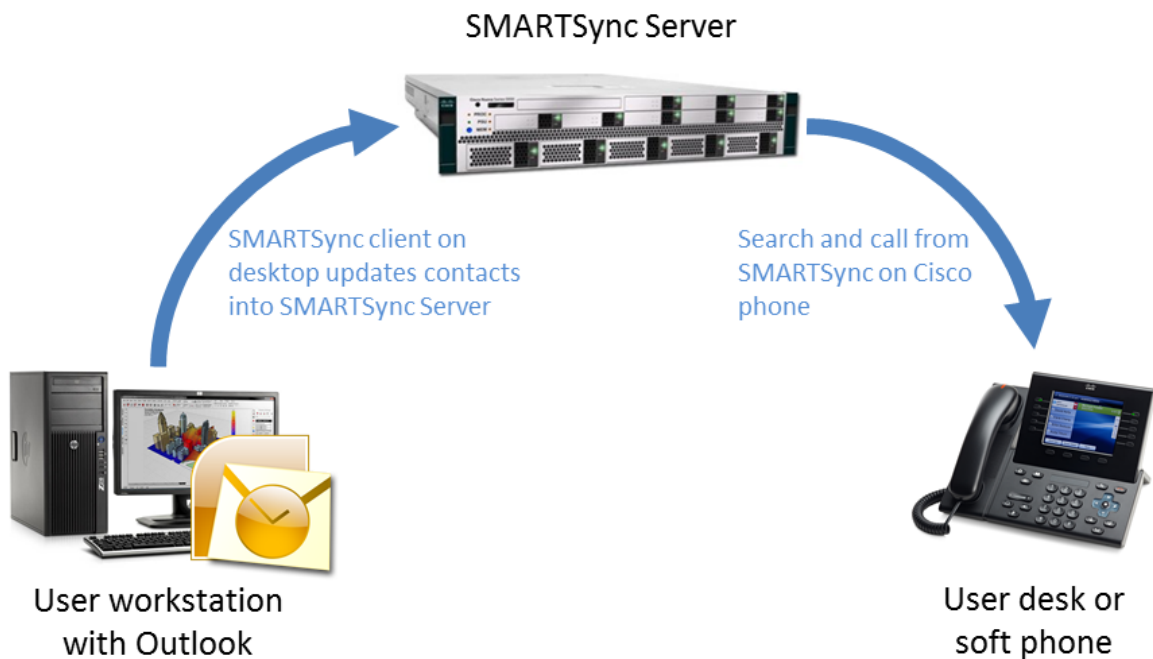 SMARTSync Server
SMARTSync client on
desktop updates contacts
into SMARTSync Server
Search and call from
SMARTSync on Cisco
phone
User workstation
with Outlook
User desk or
soft phone